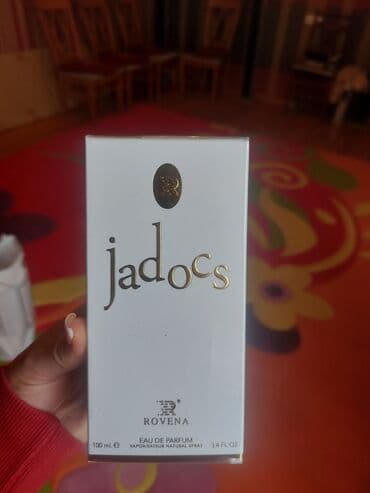 jadocs
ROVENA
EAU DE PARFUM
100 ml. ℮ VAPORISATEUR NATURAL SPRAY 3.4 FL.OZ